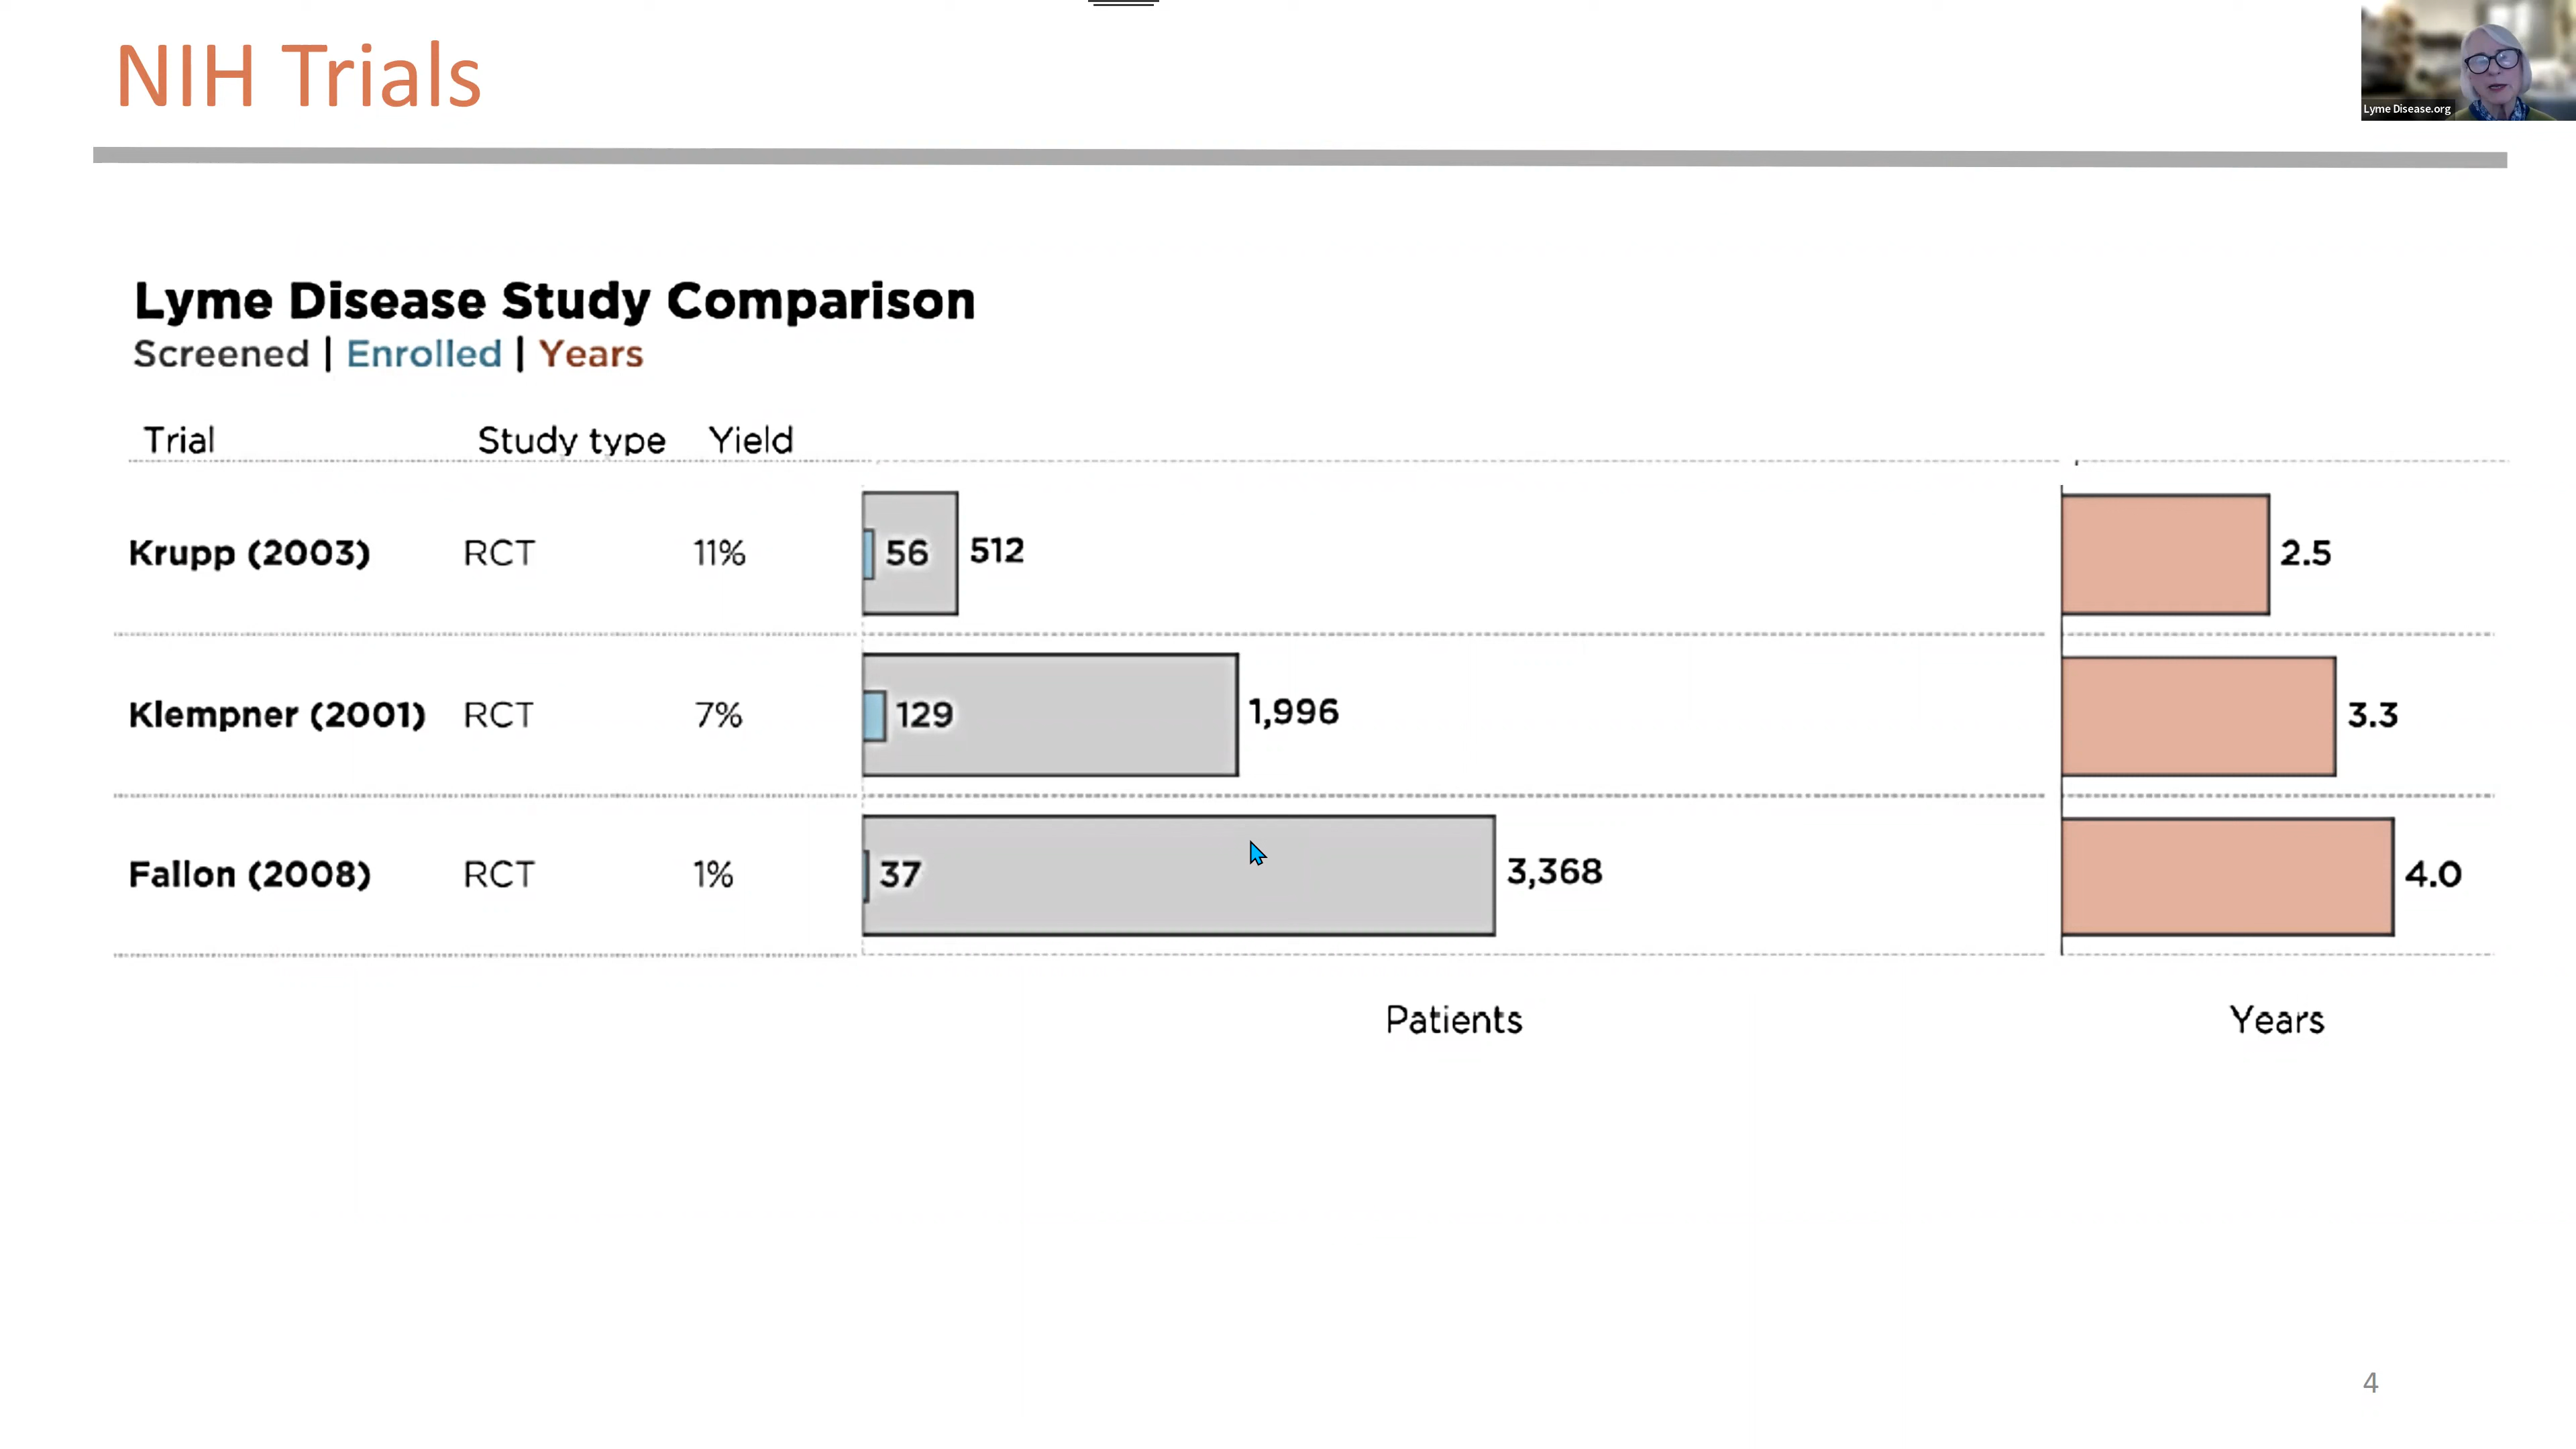 NIH Trials
Lyme Disease.org
Lyme Disease Study Comparison
Screened | Enrolled | Years
Trial Study type Yield
Krupp (2003) RCT 11% 56 512 2.5
Klempner (2001) RCT 7% 129 1,996 3.3
Fallon (2008) RCT 1% 37 3,368 4.0
Patients Years
4